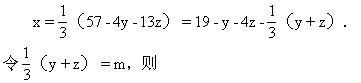 x=1/3（57-4y-13z）=19-y-4z-1/3（y+z）.
令1/3（y+z）=m，则